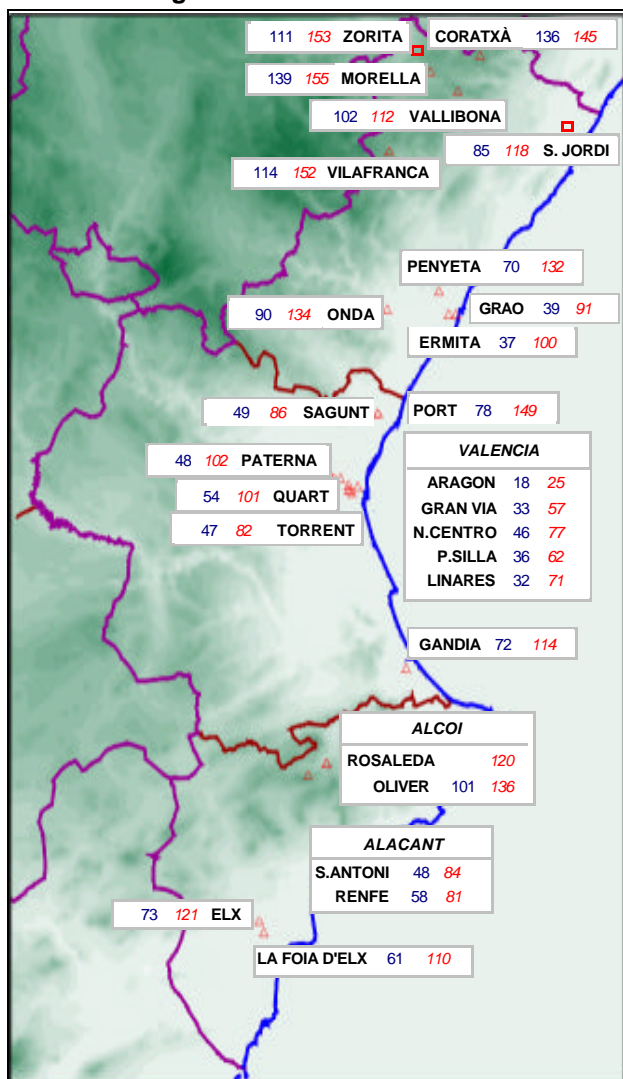 111 153 ZORITA
CORATXÀ 136 145
139 155 MORELLA
102 112 VALLIBONA
85 118 S. JORDI
114 152 VILAFRANCA
PENYETA 70 132
90 134 ONDA
GRAO 39 91
ERMITA 37 100
49 86 SAGUNT
PORT 78 149
48 102 PATERNA
54 101 QUART
47 82 TORRENT
VALENCIA
ARAGON 18 25
GRAN VIA 33 57
N.CENTRO 46 77
P.SILLA 36 62
LINARES 32 71
GANDIA 72 114
ALCOI
ROSALEDA 120
OLIVER 101 136
ALACANT
S.ANTONI 48 84
RENFE 58 81
73 121 ELX
LA FOIA D'ELX 61 110